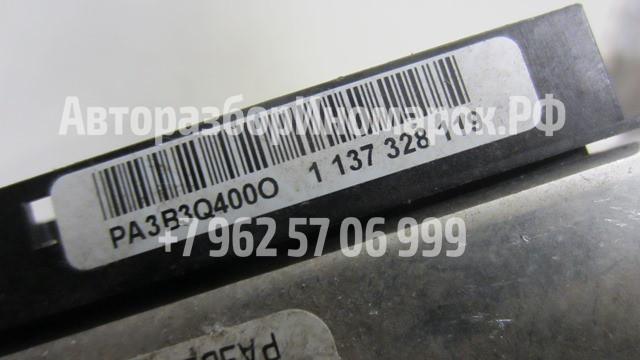 АвторазборИномарок.РФ
PA3B3Q400O 1 137 328 119
+7 962 57 06 999